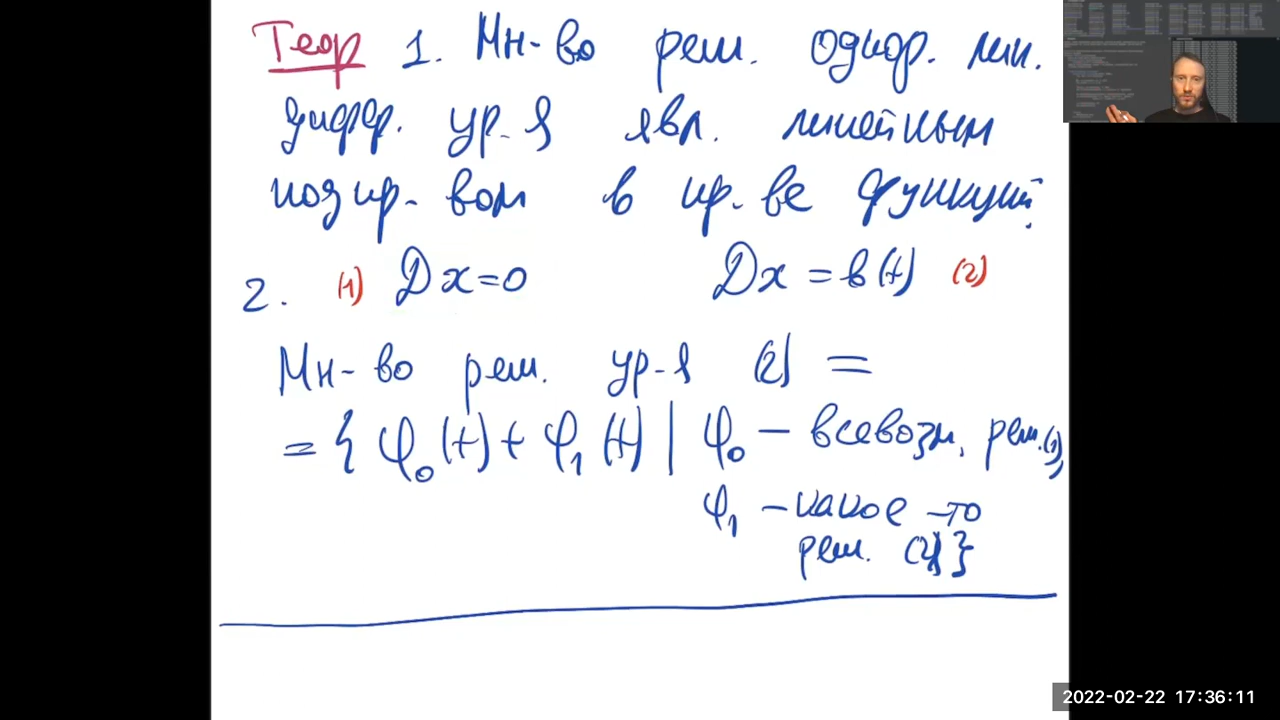 Теор 1. Мн-во реш. однор. лин.
дифф. ур-я явл. линейным
подпр-вом в пр-ве функций.
2. (1) Dx=0 Dx = b(t) (2)
Мн-во реш. ур-я (2) =
= { φ₀(t) + φ₁(t) | φ₀ – всевозм. реш.(1),
φ₁ – какое-то
реш. (2) }
2022-02-22 17:36:11